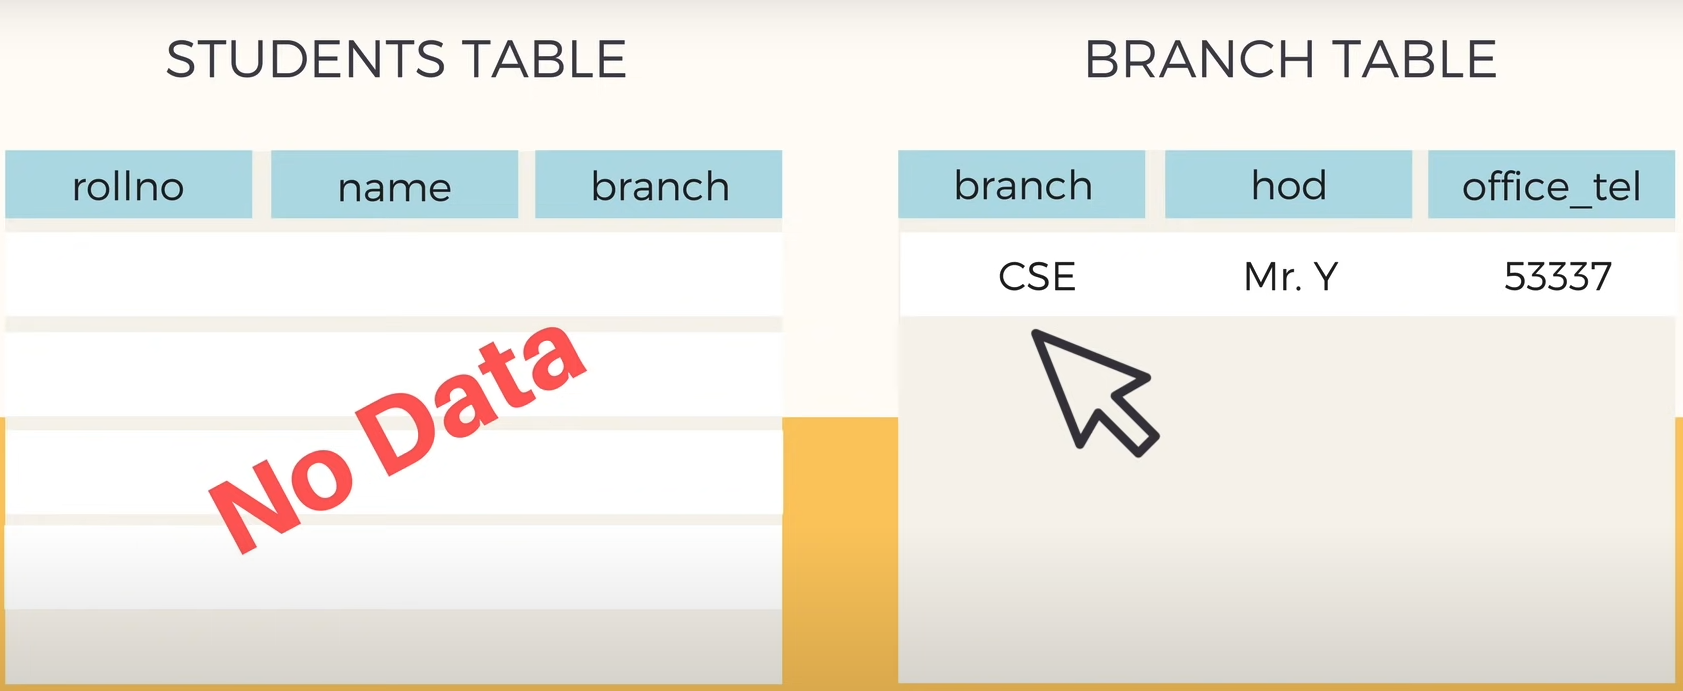 STUDENTS TABLE
rollno name branch
No Data
BRANCH TABLE
branch hod office_tel
CSE Mr. Y 53337